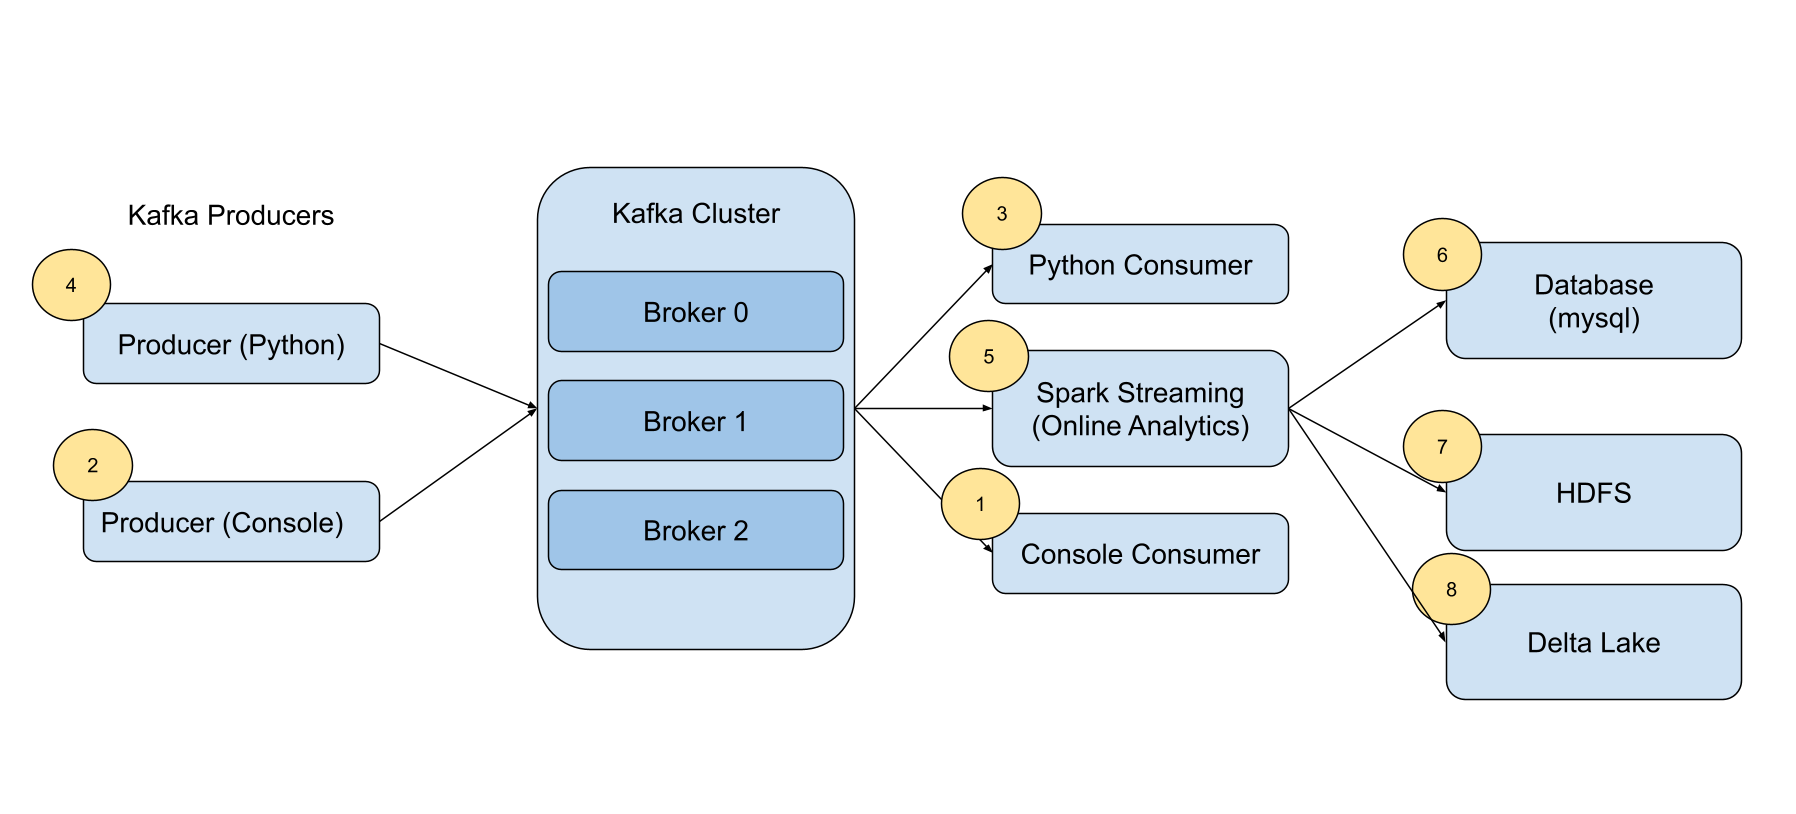 Kafka Producers
4
Producer (Python)
2
Producer (Console)
Kafka Cluster
Broker 0
Broker 1
Broker 2
3
Python Consumer
5
Spark Streaming
(Online Analytics)
1
Console Consumer
6
Database
(mysql)
7
HDFS
8
Delta Lake